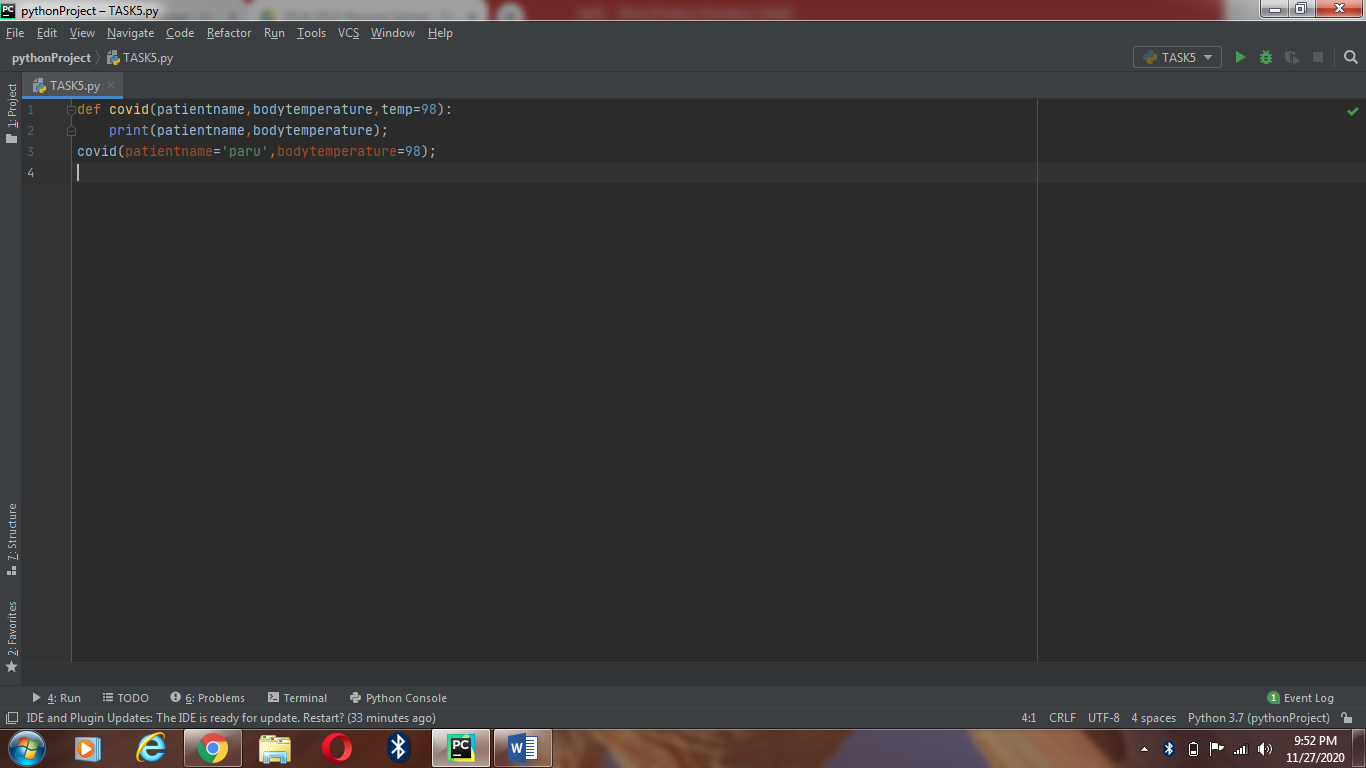 pythonProject – TASK5.py
File Edit View Navigate Code Refactor Run Tools VCS Window Help
pythonProject TASK5.py TASK5
TASK5.py
1: Project
1 def covid(patientname,bodytemperature,temp=98):
2 print(patientname,bodytemperature);
3 covid(patientname='paru',bodytemperature=98);
4
7: Structure
2: Favorites
4: Run TODO 6: Problems Terminal Python Console 1 Event Log
IDE and Plugin Updates: The IDE is ready for update. Restart? (33 minutes ago) 4:1 CRLF UTF-8 4 spaces Python 3.7 (pythonProject)
9:52 PM
11/27/2020